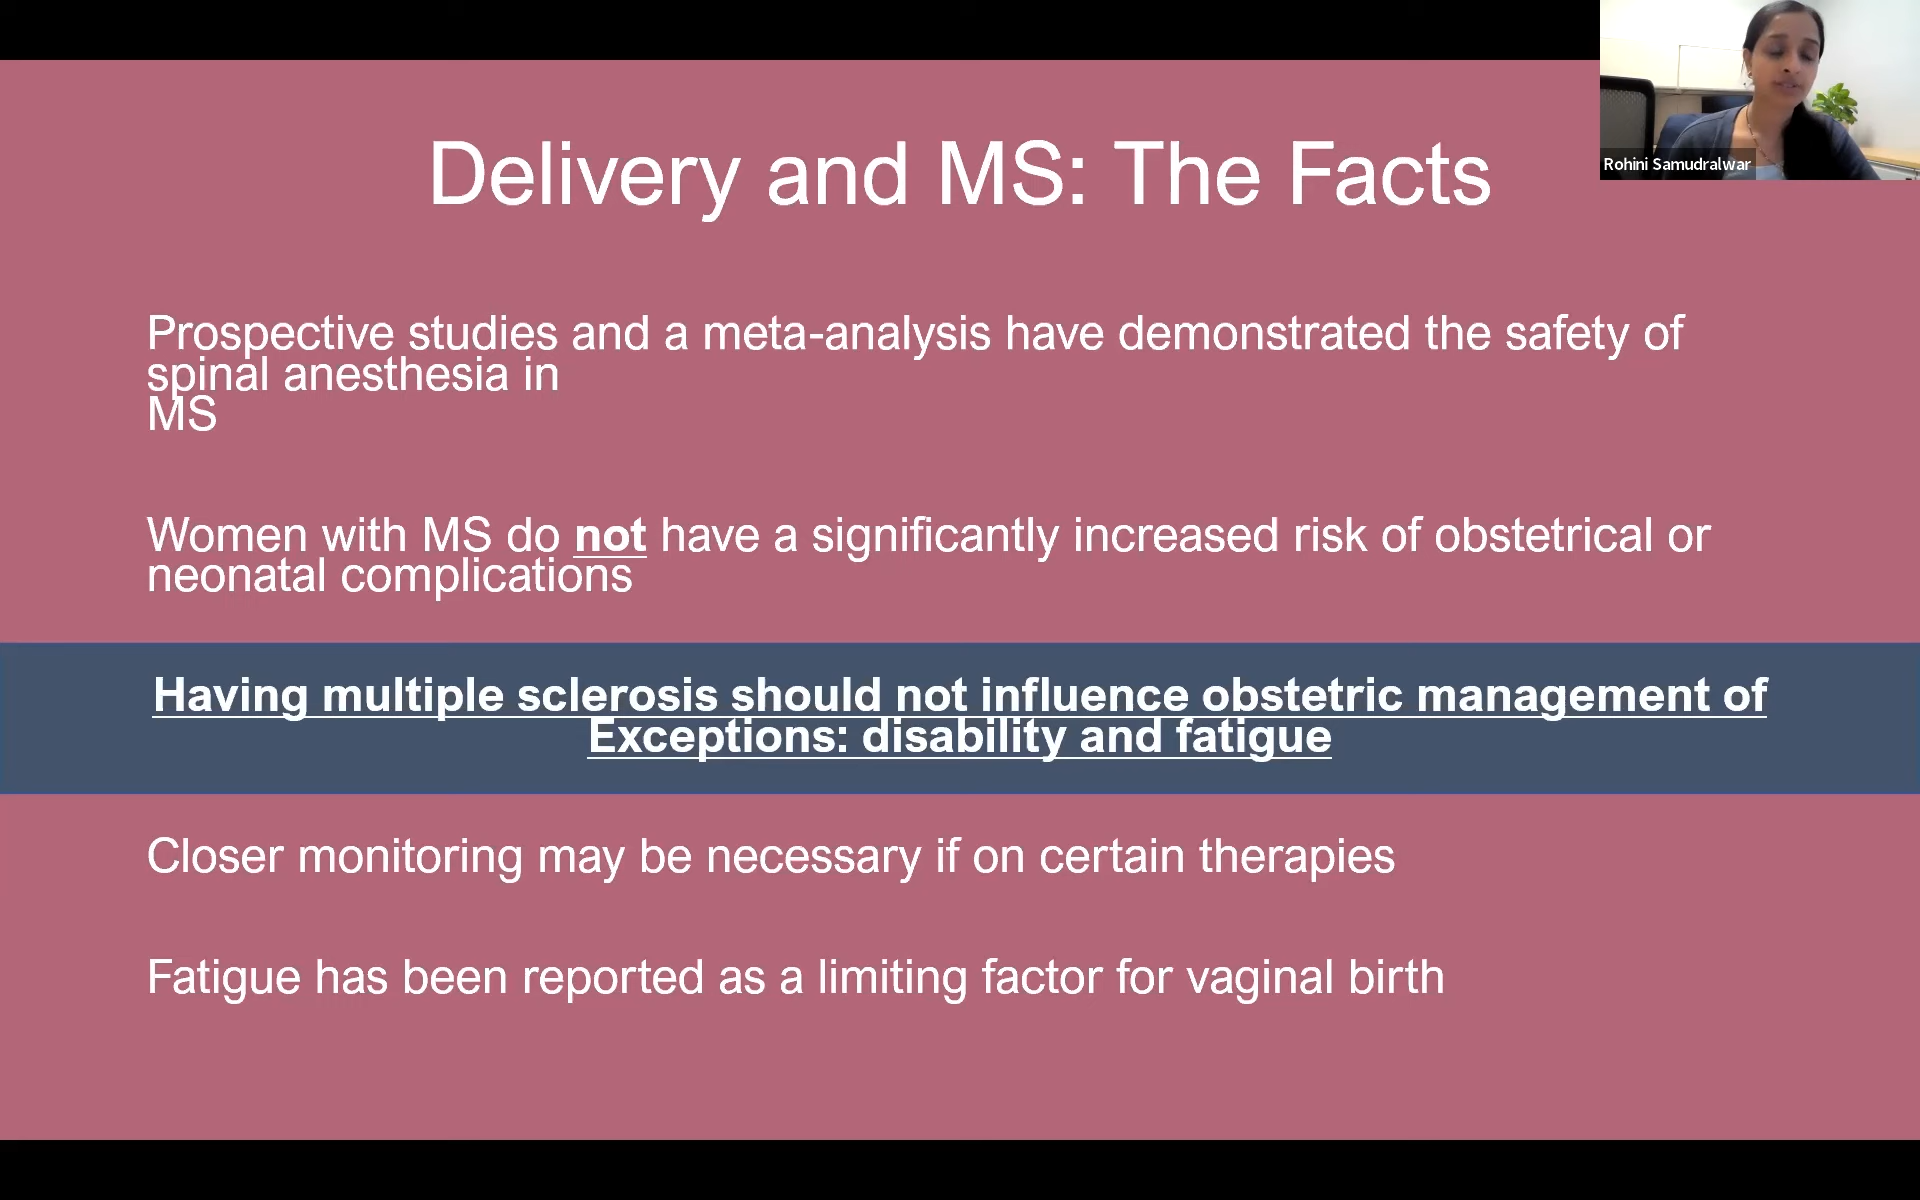 Rohini Samudralwar
Delivery and MS: The Facts
Prospective studies and a meta-analysis have demonstrated the safety of
spinal anesthesia in
MS
Women with MS do not have a significantly increased risk of obstetrical or
neonatal complications
Having multiple sclerosis should not influence obstetric management of
Exceptions: disability and fatigue
Closer monitoring may be necessary if on certain therapies
Fatigue has been reported as a limiting factor for vaginal birth